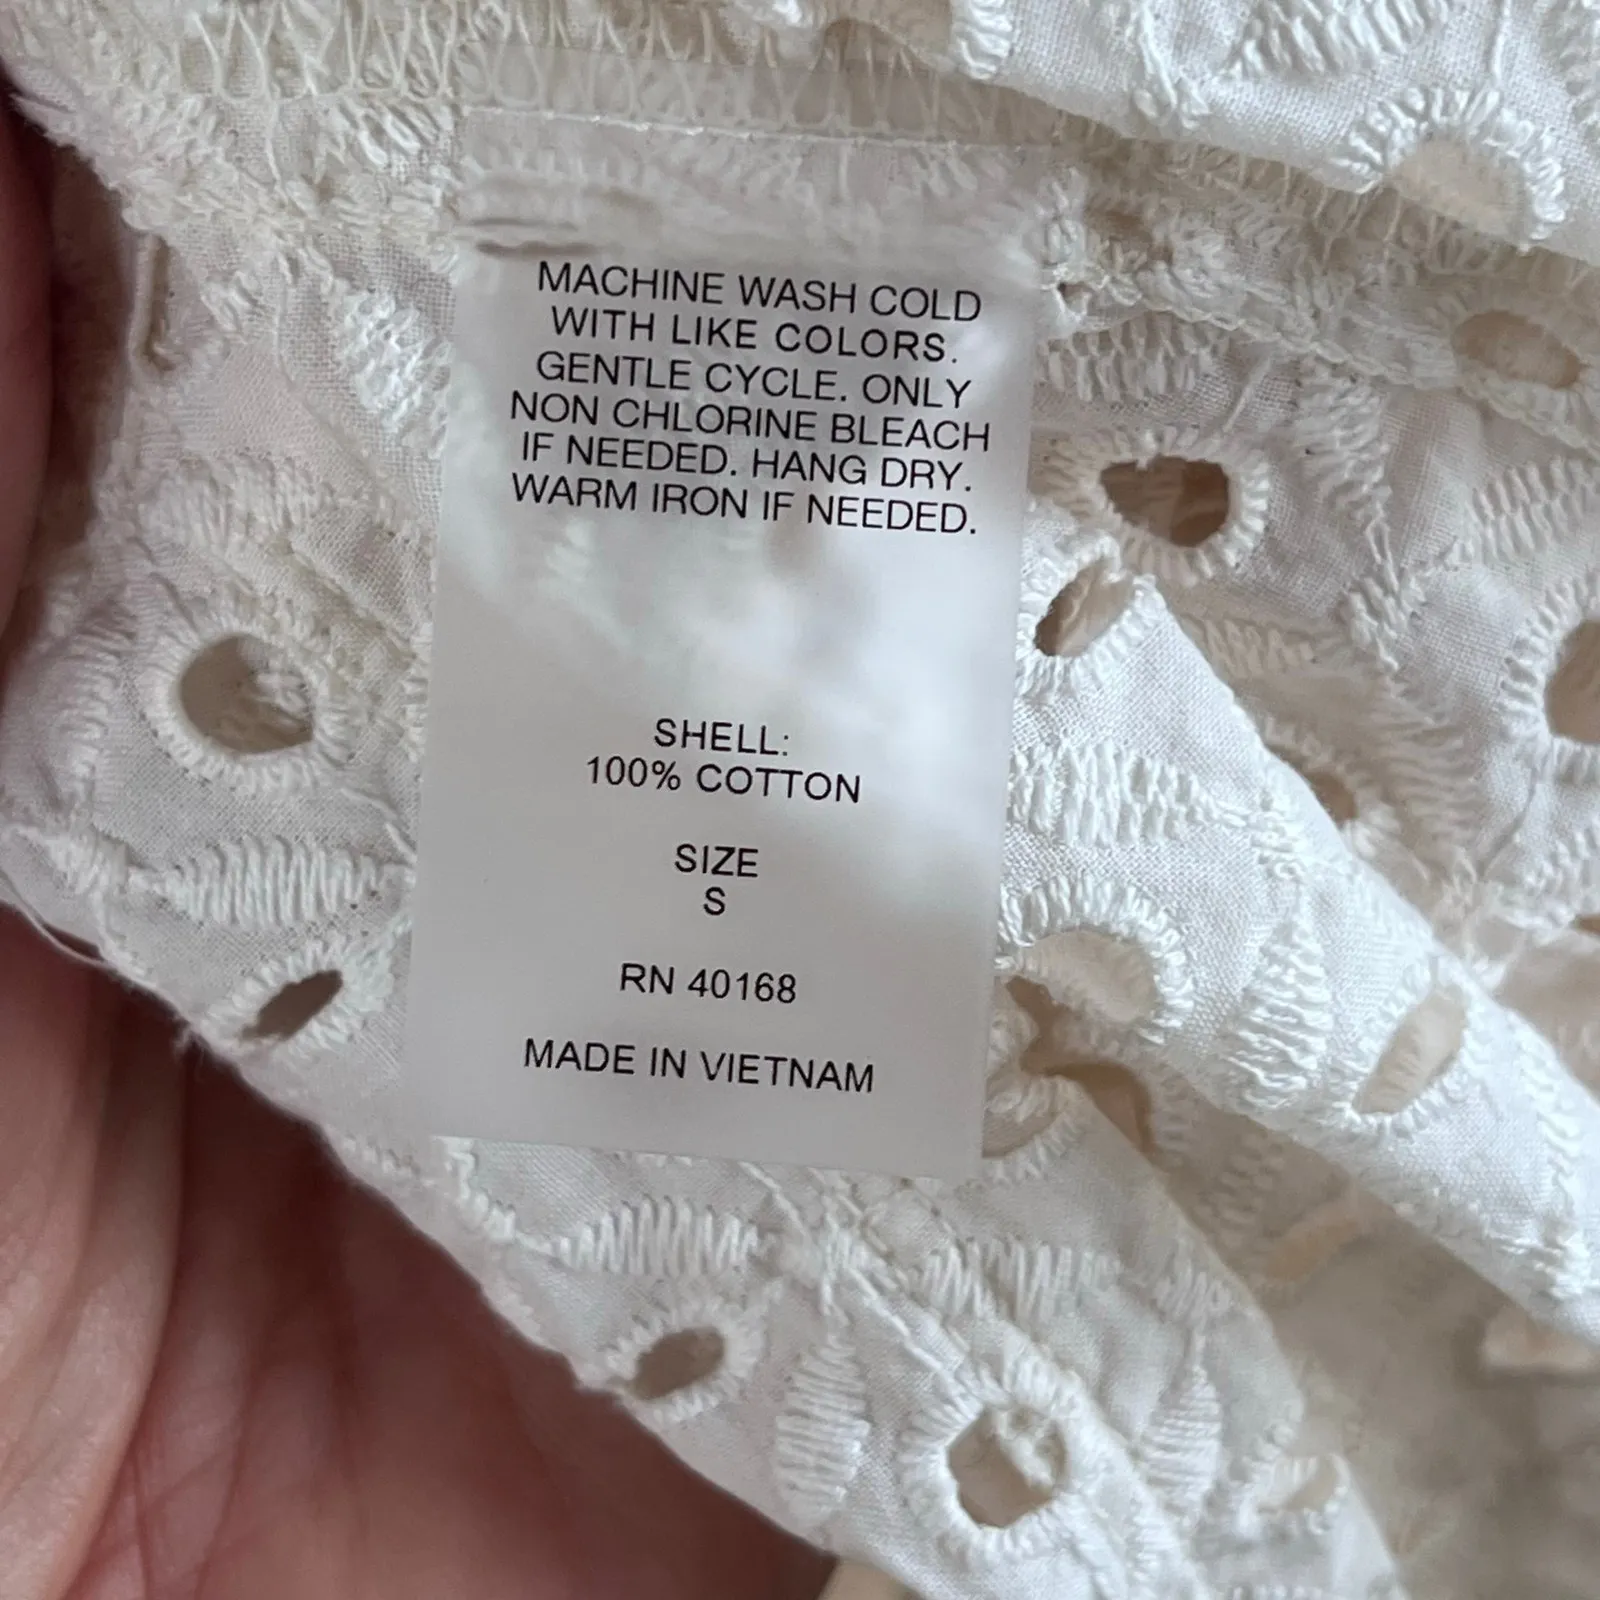 MACHINE WASH COLD
WITH LIKE COLORS.
GENTLE CYCLE. ONLY
NON CHLORINE BLEACH
IF NEEDED. HANG DRY.
WARM IRON IF NEEDED.
SHELL:
100% COTTON
SIZE
S
RN 40168
MADE IN VIETNAM